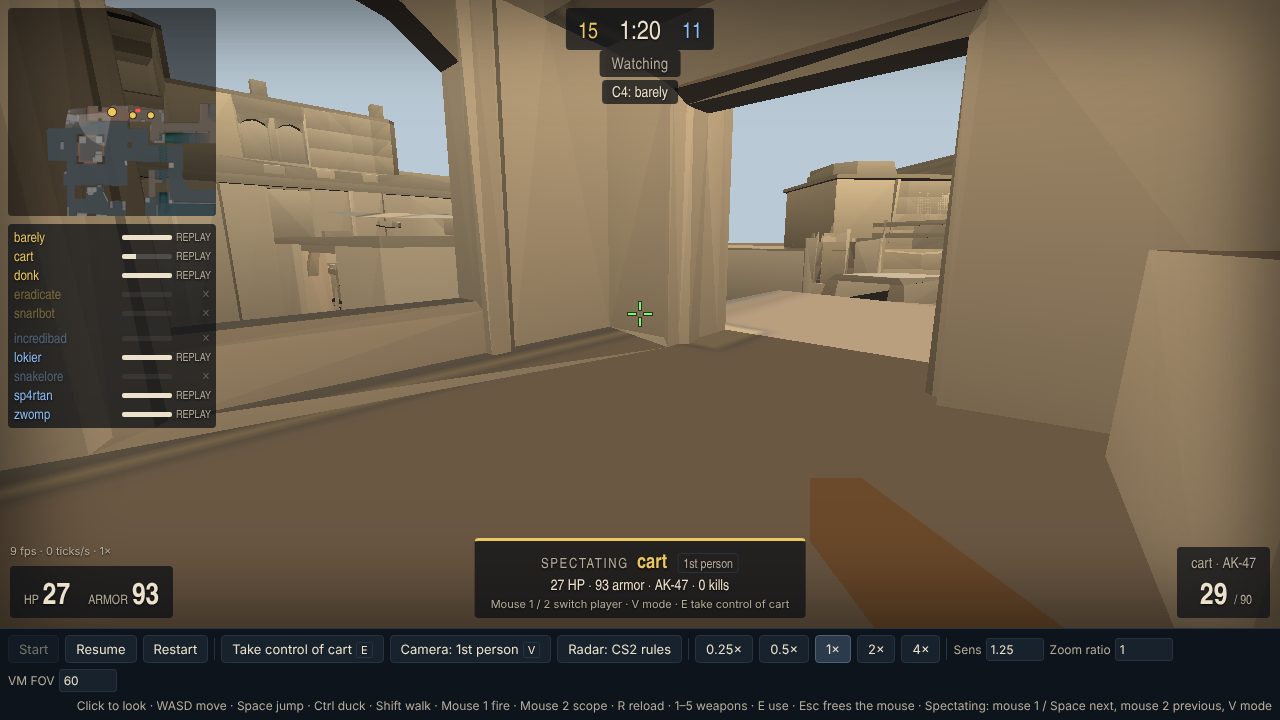 15 1:20 11
Watching
C4: barely
barely REPLAY
cart REPLAY
donk REPLAY
eradicate ×
snarlbot ×
incredibad ×
lokier REPLAY
snakelore ×
sp4rtan REPLAY
zwomp REPLAY
9 fps · 0 ticks/s · 1×
HP 27 ARMOR 93
SPECTATING cart 1st person
27 HP · 93 armor · AK-47 · 0 kills
Mouse 1 / 2 switch player · V mode · E take control of cart
cart · AK-47
29 / 90
Start Resume Restart Take control of cart E Camera: 1st person V Radar: CS2 rules 0.25× 0.5× 1× 2× 4× Sens 1.25 Zoom ratio 1
VM FOV 60
Click to look · WASD move · Space jump · Ctrl duck · Shift walk · Mouse 1 fire · Mouse 2 scope · R reload · 1–5 weapons · E use · Esc frees the mouse · Spectating: mouse 1 / Space next, mouse 2 previous, V mode